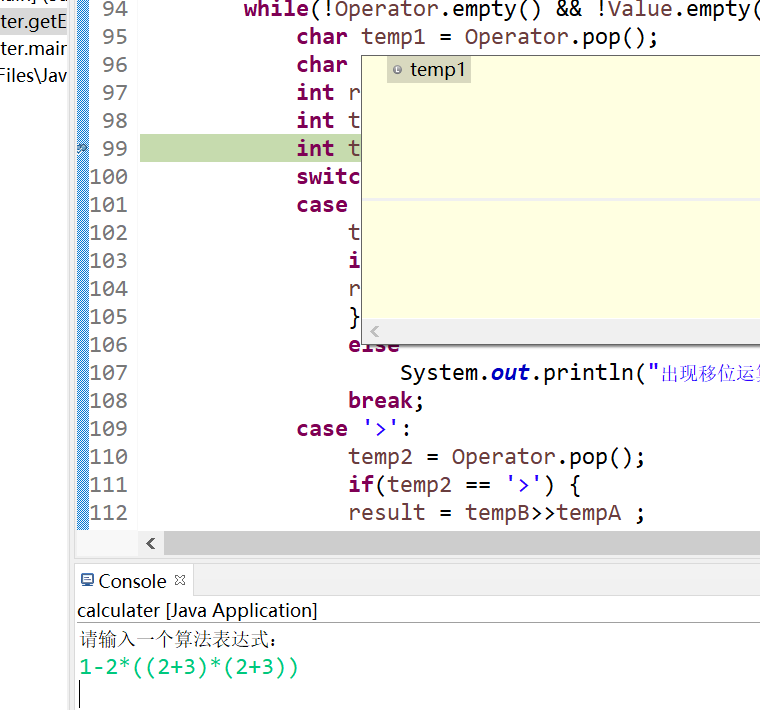 ter.getE
ter.main
Files\Jav
94 while(!Operator.empty() && !Value.empty(
95 char temp1 = Operator.pop();
96 char
97 int r
98 int t
99 int t
100 switc
101 case
102 t
103 i
104 r
105 }
106 else
107 System.out.println("出现移位运算
108 break;
109 case '>':
110 temp2 = Operator.pop();
111 if(temp2 == '>') {
112 result = tempB>>tempA ;
temp1
Console
calculater [Java Application]
请输入一个算法表达式:
1-2*((2+3)*(2+3))